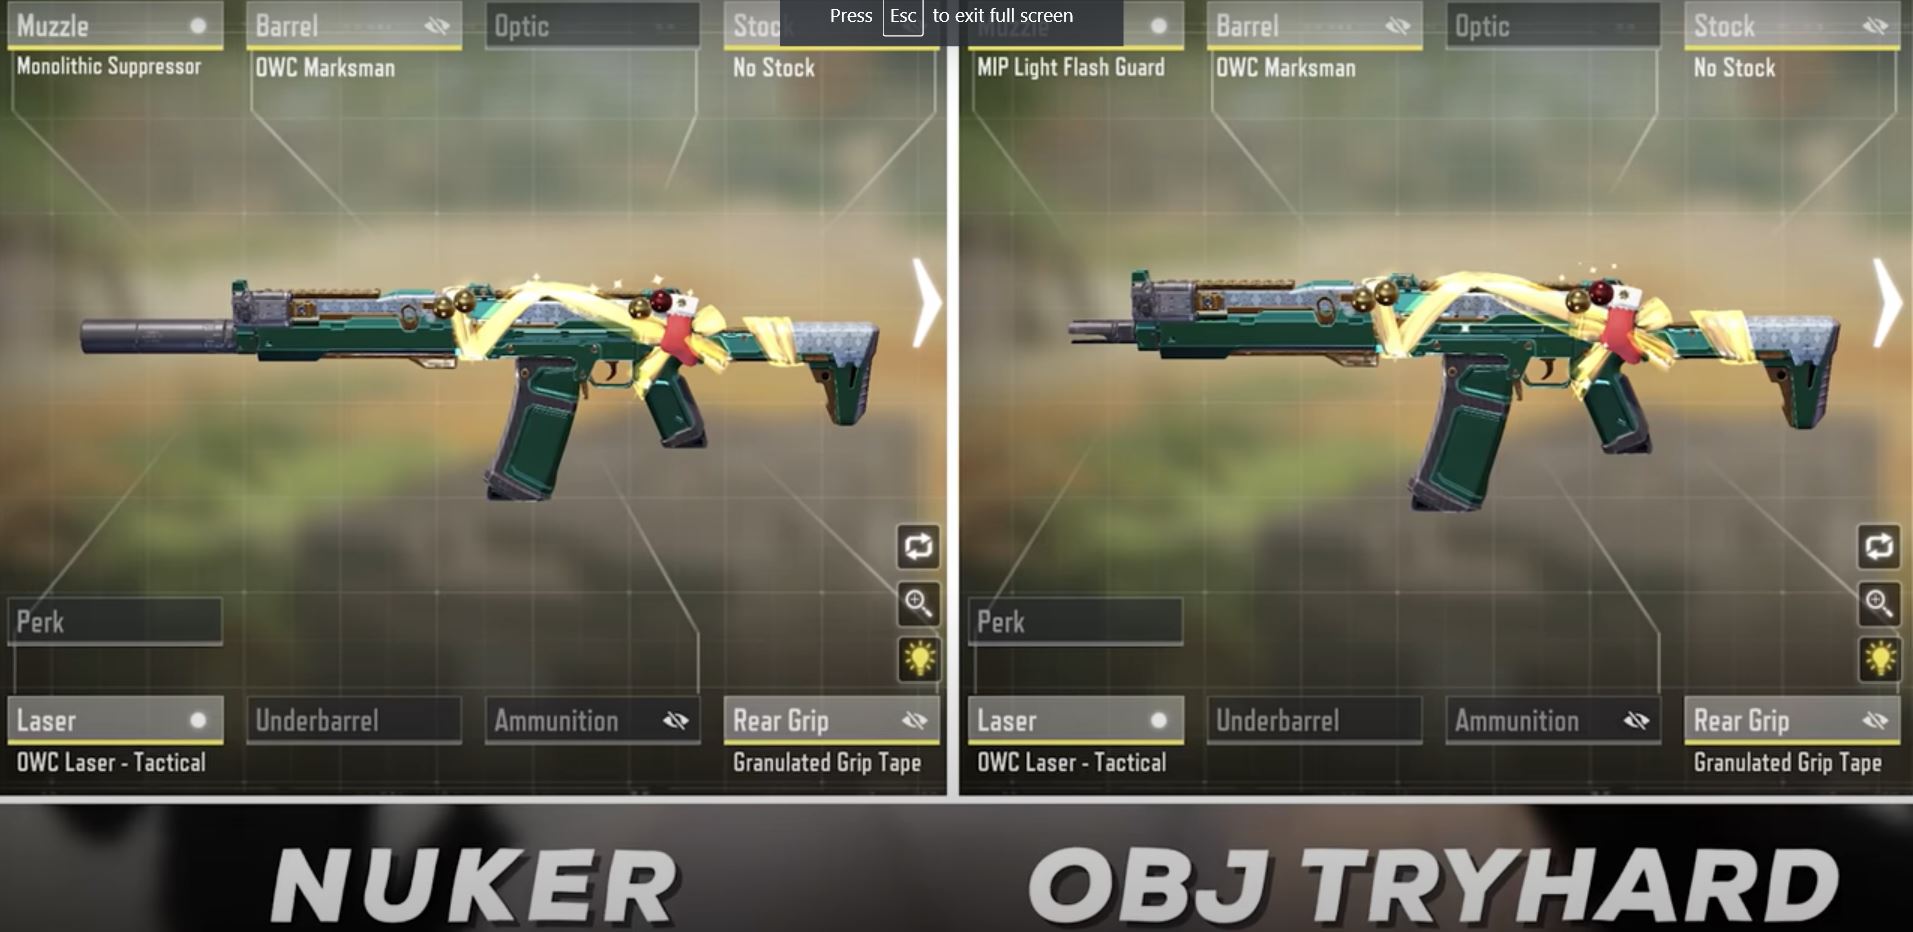 Press Esc to exit full screen
Muzzle
Monolithic Suppressor
Barrel
OWC Marksman
Optic
Stock
No Stock
MIP Light Flash Guard
Barrel
OWC Marksman
Optic
Stock
No Stock
Perk
Laser
OWC Laser - Tactical
Underbarrel
Ammunition
Rear Grip
Granulated Grip Tape
Perk
Laser
OWC Laser - Tactical
Underbarrel
Ammunition
Rear Grip
Granulated Grip Tape
NUKER
OBJ TRYHARD